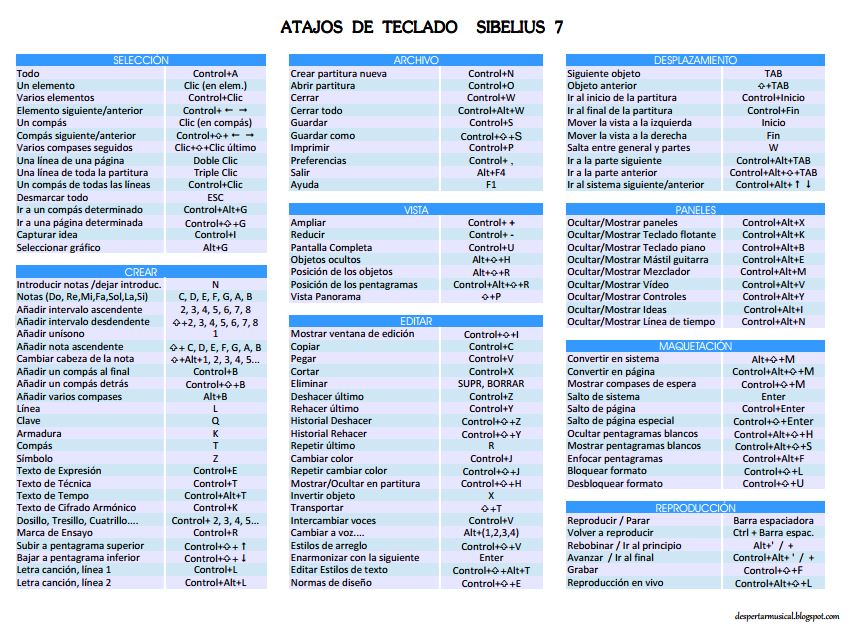 ATAJOS DE TECLADO SIBELIUS 7
SELECCIÓN
Todo Control+A
Un elemento Clic (en elem.)
Varios elementos Control+Clic
Elemento siguiente/anterior Control+ ← →
Un compás Clic (en compás)
Compás siguiente/anterior Control+⇧+ ← →
Varios compases seguidos Clic+⇧+Clic último
Una línea de una página Doble Clic
Una línea de toda la partitura Triple Clic
Un compás de todas las líneas Control+Clic
Desmarcar todo ESC
Ir a un compás determinado Control+Alt+G
Ir a una página determinada Control+⇧+G
Capturar idea Control+I
Seleccionar gráfico Alt+G
CREAR
Introducir notas /dejar introduc. N
Notas (Do, Re,Mi,Fa,Sol,La,Si) C, D, E, F, G, A, B
Añadir intervalo ascendente 2, 3, 4, 5, 6, 7, 8
Añadir intervalo desdendente ⇧+2, 3, 4, 5, 6, 7, 8
Añadir unísono 1
Añadir nota ascendente ⇧+ C, D, E, F, G, A, B
Cambiar cabeza de la nota ⇧+Alt+1, 2, 3, 4, 5...
Añadir un compás al final Control+B
Añadir un compás detrás Control+⇧+B
Añadir varios compases Alt+B
Línea L
Clave Q
Armadura K
Compás T
Símbolo Z
Texto de Expresión Control+E
Texto de Técnica Control+T
Texto de Tempo Control+Alt+T
Texto de Cifrado Armónico Control+K
Dosillo, Tresillo, Cuatrillo.... Control+ 2, 3, 4, 5...
Marca de Ensayo Control+R
Subir a pentagrama superior Control+⇧+ ↑
Bajar a pentagrama inferior Control+⇧+ ↓
Letra canción, línea 1 Control+L
Letra canción, línea 2 Control+Alt+L
ARCHIVO
Crear partitura nueva Control+N
Abrir partitura Control+O
Cerrar Control+W
Cerrar todo Control+Alt+W
Guardar Control+S
Guardar como Control+⇧+S
Imprimir Control+P
Preferencias Control+ ,
Salir Alt+F4
Ayuda F1
VISTA
Ampliar Control+ +
Reducir Control+ -
Pantalla Completa Control+U
Objetos ocultos Alt+⇧+H
Posición de los objetos Alt+⇧+R
Posición de los pentagramas Control+Alt+⇧+R
Vista Panorama ⇧+P
EDITAR
Mostrar ventana de edición Control+⇧+I
Copiar Control+C
Pegar Control+V
Cortar Control+X
Eliminar SUPR, BORRAR
Deshacer último Control+Z
Rehacer último Control+Y
Historial Deshacer Control+⇧+Z
Historial Rehacer Control+⇧+Y
Repetir último R
Cambiar color Control+J
Repetir cambiar color Control+⇧+J
Mostrar/Ocultar en partitura Control+⇧+H
Invertir objeto X
Transportar ⇧+T
Intercambiar voces Control+V
Cambiar a voz.... Alt+(1,2,3,4)
Estilos de arreglo Control+⇧+V
Enarmonizar con la siguiente Enter
Editar Estilos de texto Control+⇧+Alt+T
Normas de diseño Control+⇧+E
DESPLAZAMIENTO
Siguiente objeto TAB
Objeto anterior ⇧+TAB
Ir al inicio de la partitura Control+Inicio
Ir al final de la partitura Control+Fin
Mover la vista a la izquierda Inicio
Mover la vista a la derecha Fin
Salta entre general y partes W
Ir a la parte siguiente Control+Alt+TAB
Ir a la parte anterior Control+Alt+⇧+TAB
Ir al sistema siguiente/anterior Control+Alt+ ↑ ↓
PANELES
Ocultar/Mostrar paneles Control+Alt+X
Ocultar/Mostrar Teclado flotante Control+Alt+K
Ocultar/Mostrar Teclado piano Control+Alt+B
Ocultar/Mostrar Mástil guitarra Control+Alt+E
Ocultar/Mostrar Mezclador Control+Alt+M
Ocultar/Mostrar Vídeo Control+Alt+V
Ocultar/Mostrar Controles Control+Alt+Y
Ocultar/Mostrar Ideas Control+Alt+I
Ocultar/Mostrar Línea de tiempo Control+Alt+N
MAQUETACIÓN
Convertir en sistema Alt+⇧+M
Convertir en página Control+Alt+⇧+M
Mostrar compases de espera Control+⇧+M
Salto de sistema Enter
Salto de página Control+Enter
Salto de página especial Control+⇧+Enter
Ocultar pentagramas blancos Control+Alt+⇧+H
Mostrar pentagramas blancos Control+Alt+⇧+S
Enfocar pentagramas Control+Alt+F
Bloquear formato Control+⇧+L
Desbloquear formato Control+⇧+U
REPRODUCCIÓN
Reproducir / Parar Barra espaciadora
Volver a reproducir Ctrl + Barra espac.
Rebobinar / Ir al principio Alt+' / +
Avanzar / Ir al final Control+Alt+ ' / +
Grabar Control+⇧+F
Reproducción en vivo Control+Alt+⇧+L
despertarmusical.blogspot.com